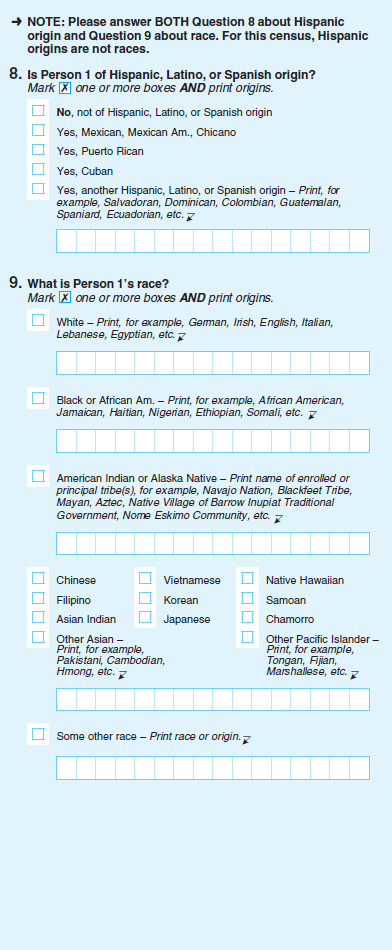 ➜ NOTE: Please answer BOTH Question 8 about Hispanic
origin and Question 9 about race. For this census, Hispanic
origins are not races.
8. Is Person 1 of Hispanic, Latino, or Spanish origin?
Mark ☒ one or more boxes AND print origins.
No, not of Hispanic, Latino, or Spanish origin
Yes, Mexican, Mexican Am., Chicano
Yes, Puerto Rican
Yes, Cuban
Yes, another Hispanic, Latino, or Spanish origin – Print, for
example, Salvadoran, Dominican, Colombian, Guatemalan,
Spaniard, Ecuadorian, etc.
9. What is Person 1's race?
Mark ☒ one or more boxes AND print origins.
White – Print, for example, German, Irish, English, Italian,
Lebanese, Egyptian, etc.
Black or African Am. – Print, for example, African American,
Jamaican, Haitian, Nigerian, Ethiopian, Somali, etc.
American Indian or Alaska Native – Print name of enrolled or
principal tribe(s), for example, Navajo Nation, Blackfeet Tribe,
Mayan, Aztec, Native Village of Barrow Inupiat Traditional
Government, Nome Eskimo Community, etc.
Chinese
Filipino
Asian Indian
Other Asian –
Print, for example,
Pakistani, Cambodian,
Hmong, etc.
Vietnamese
Korean
Japanese
Native Hawaiian
Samoan
Chamorro
Other Pacific Islander –
Print, for example,
Tongan, Fijian,
Marshallese, etc.
Some other race – Print race or origin.